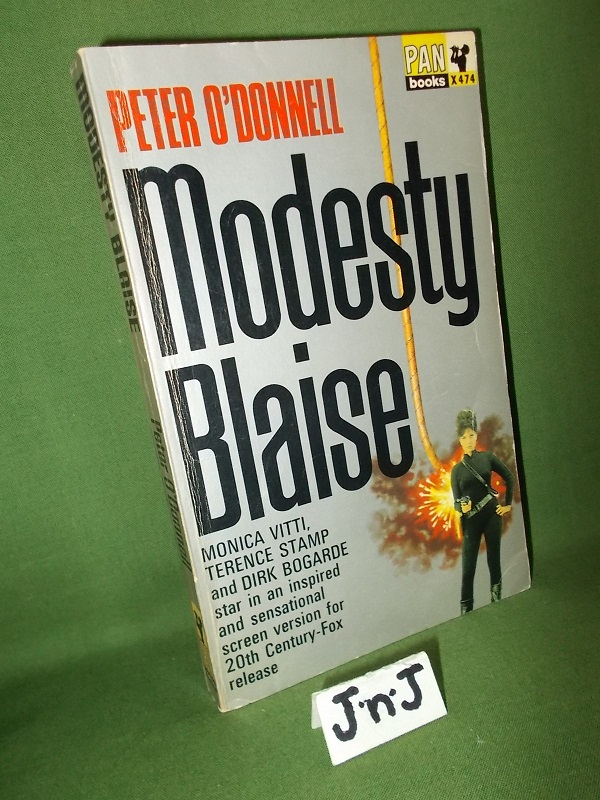 PAN
books X474
PETER O'DONNELL
Modesty
Blaise
MONICA VITTI,
TERENCE STAMP
and DIRK BOGARDE
star in an inspired
and sensational
screen version for
20th Century-Fox
release
MODESTY BLAISE Peter O'Donnell
J·n·J